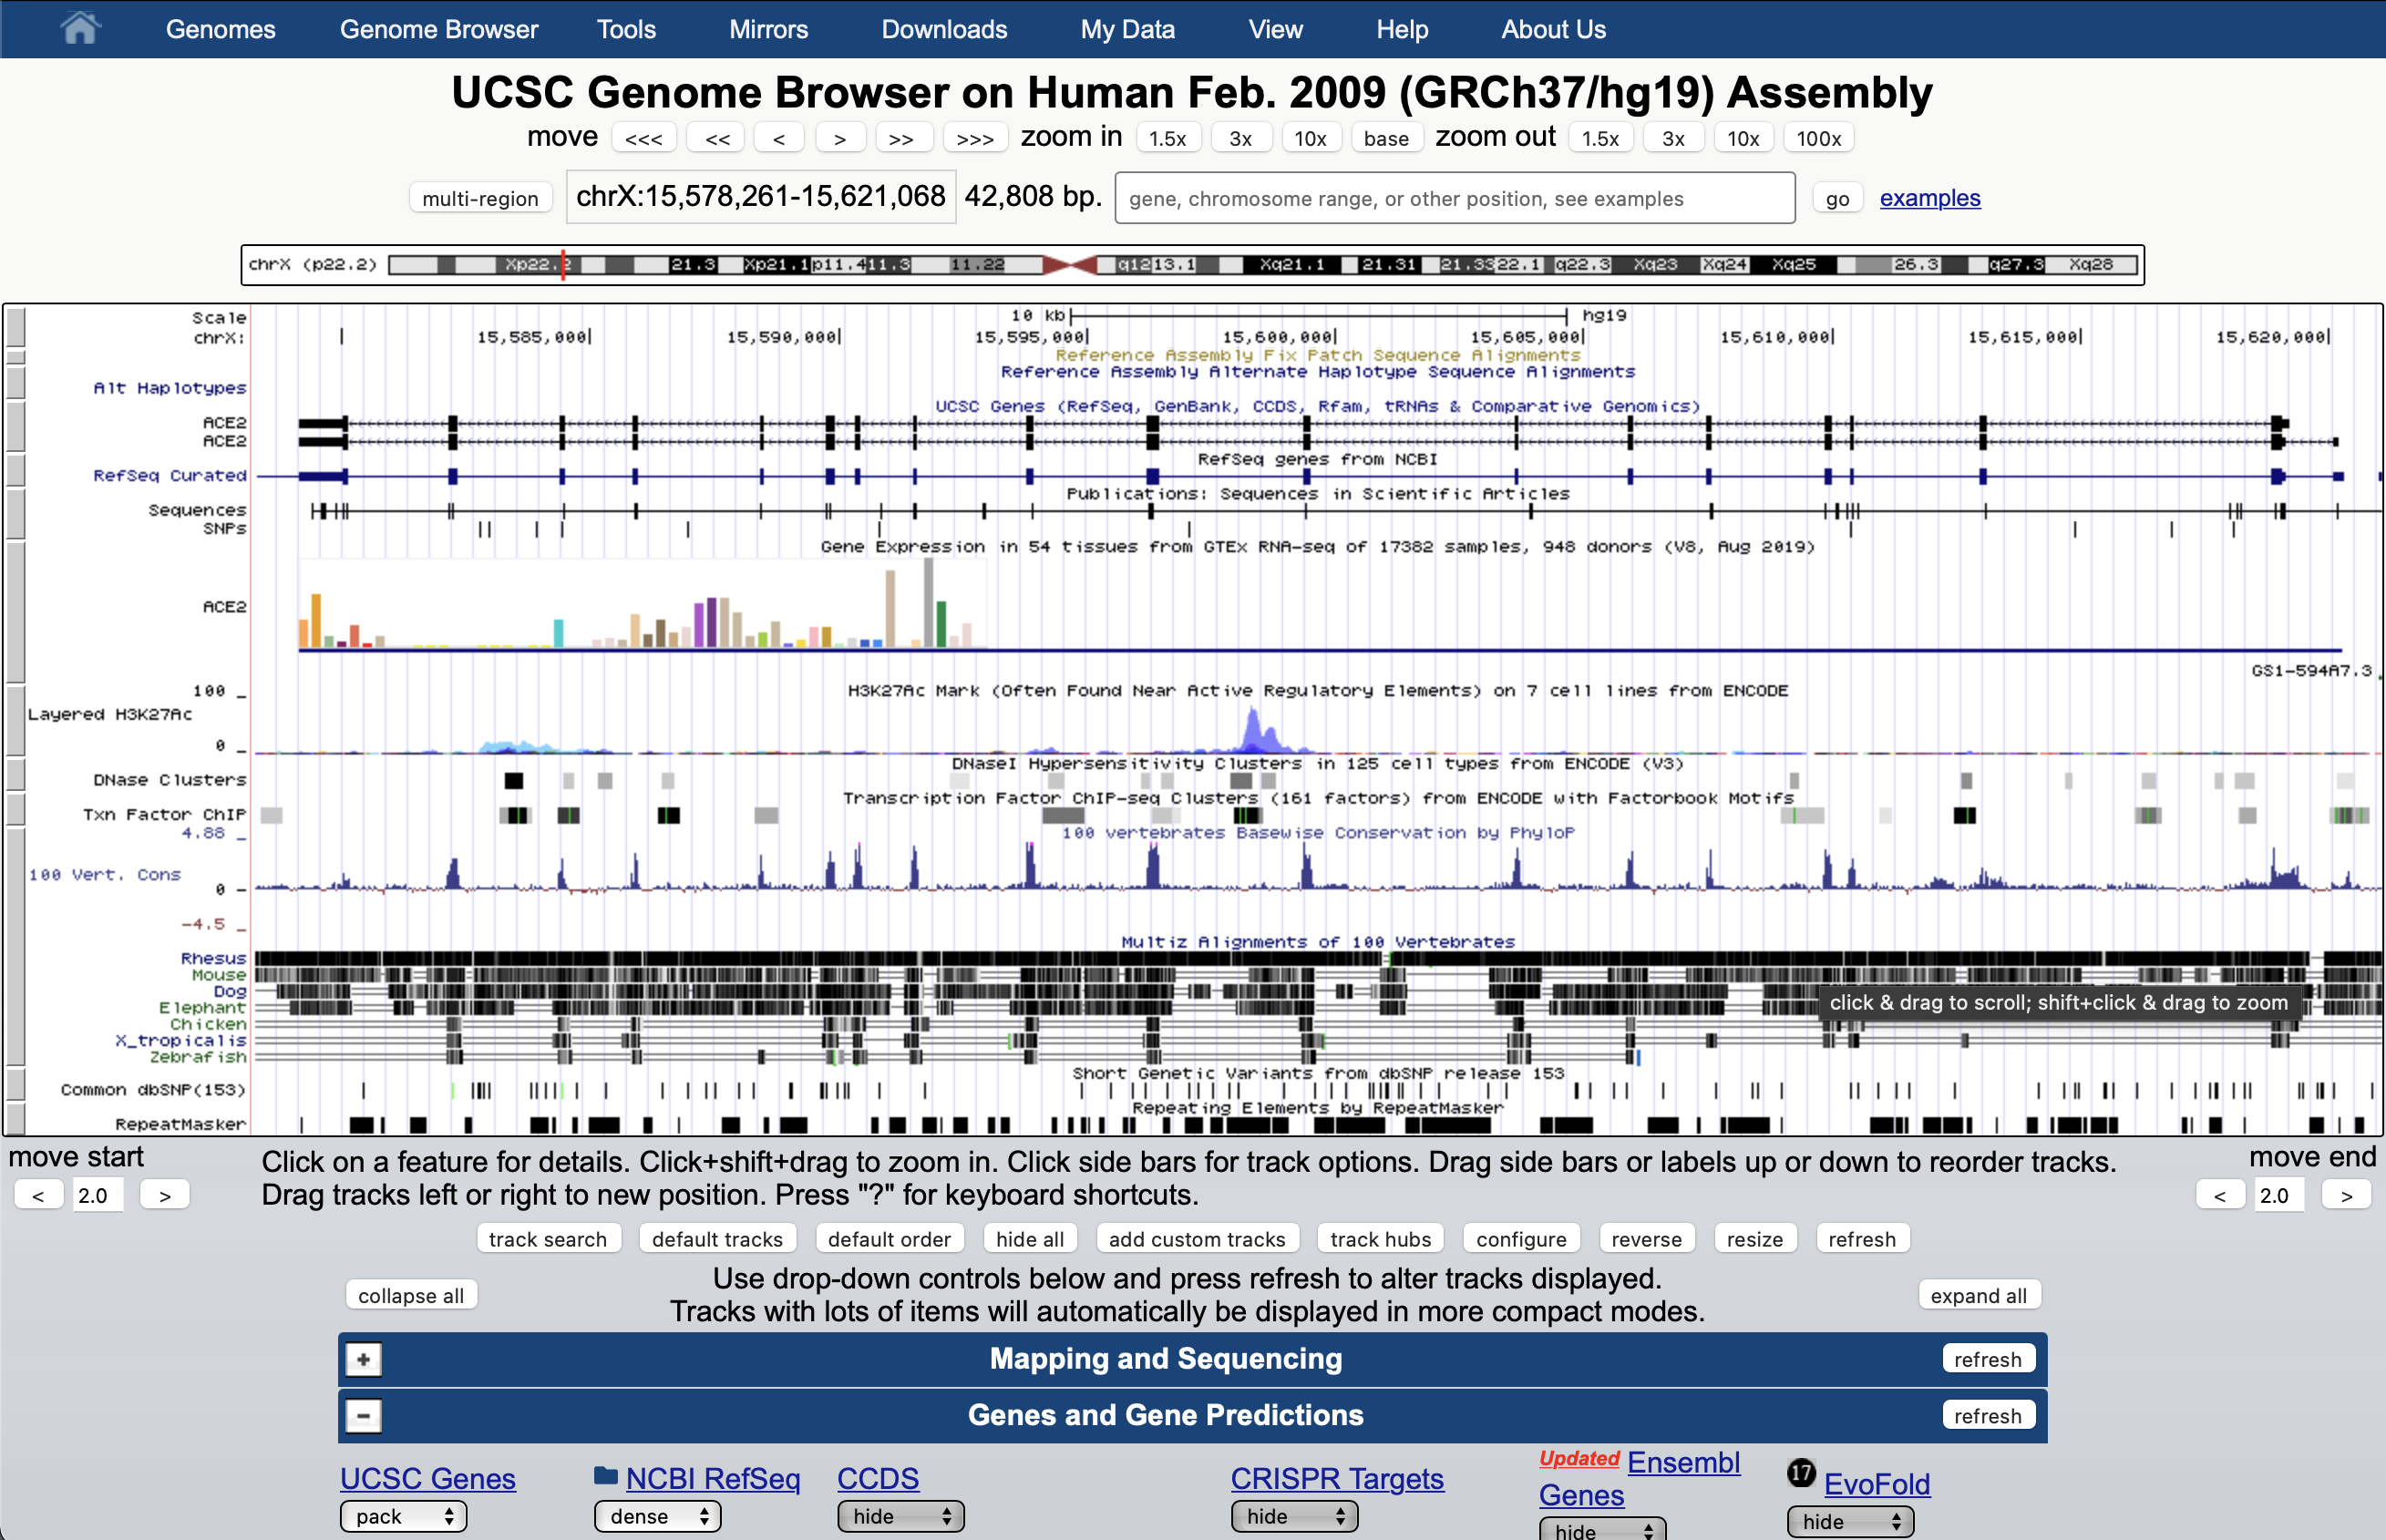 Genomes Genome Browser Tools Mirrors Downloads My Data View Help About Us
UCSC Genome Browser on Human Feb. 2009 (GRCh37/hg19) Assembly
move <<< << < > >> >>> zoom in 1.5x 3x 10x base zoom out 1.5x 3x 10x 100x
multi-region chrX:15,578,261-15,621,068 42,808 bp. gene, chromosome range, or other position, see examples go examples
chrX (p22.2) Xp22.2 21.3 Xp21.1 p11.4 11.3 11.22 q12 13.1 Xq21.1 21.31 21.33 22.1 q22.3 Xq23 Xq24 Xq25 26.3 q27.3 Xq28
Scale 10 kb hg19
chrX: 15,585,000 15,590,000 15,595,000 15,600,000 15,605,000 15,610,000 15,615,000 15,620,000
Reference Assembly Fix Patch Sequence Alignments
Reference Assembly Alternate Haplotype Sequence Alignments
Alt Haplotypes
UCSC Genes (RefSeq, GenBank, CCDS, Rfam, tRNAs & Comparative Genomics)
ACE2
ACE2
RefSeq genes from NCBI
RefSeq Curated
Publications: Sequences in Scientific Articles
Sequences
SNPs
Gene Expression in 54 tissues from GTEx RNA-seq of 17382 samples, 948 donors (V8, Aug 2019)
ACE2
GS1-594A7.3
100 _ H3K27Ac Mark (Often Found Near Active Regulatory Elements) on 7 cell lines from ENCODE
Layered H3K27Ac
0 _
DNaseI Hypersensitivity Clusters in 125 cell types from ENCODE (V3)
DNase Clusters
Transcription Factor ChIP-seq Clusters (161 factors) from ENCODE with Factorbook Motifs
Txn Factor ChIP
4.88 _ 100 vertebrates Basewise Conservation by PhyloP
100 Vert. Cons
0 -
-4.5 _
Multiz Alignments of 100 Vertebrates
Rhesus
Mouse
Dog
click & drag to scroll; shift+click & drag to zoom
Elephant
Chicken
X_tropicalis
Zebrafish
Short Genetic Variants from dbSNP release 153
Common dbSNP(153)
Repeating Elements by RepeatMasker
RepeatMasker
move start Click on a feature for details. Click+shift+drag to zoom in. Click side bars for track options. Drag side bars or labels up or down to reorder tracks. move end
< 2.0 > Drag tracks left or right to new position. Press "?" for keyboard shortcuts. < 2.0 >
track search default tracks default order hide all add custom tracks track hubs configure reverse resize refresh
collapse all Use drop-down controls below and press refresh to alter tracks displayed. expand all
Tracks with lots of items will automatically be displayed in more compact modes.
+ Mapping and Sequencing refresh
- Genes and Gene Predictions refresh
UCSC Genes NCBI RefSeq CCDS CRISPR Targets Updated Ensembl Genes 17 EvoFold
pack dense hide hide hide hide